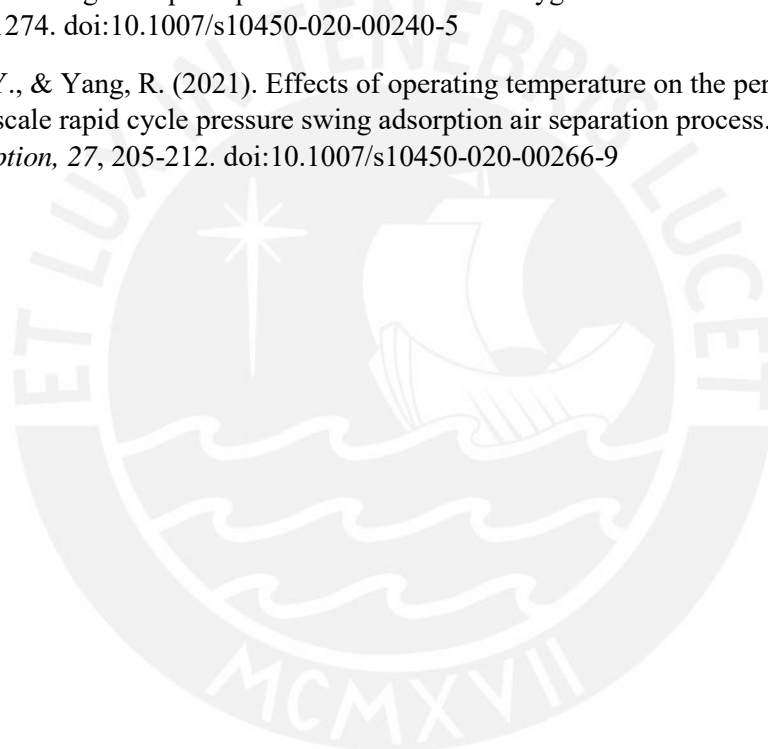 1274. doi:10.1007/s10450-020-00240-5
Y., & Yang, R. (2021). Effects of operating temperature on the per
scale rapid cycle pressure swing adsorption air separation process.
ption, 27, 205-212. doi:10.1007/s10450-020-00266-9
ET LUX IN TENEBRIS LUCET
MCMXVII